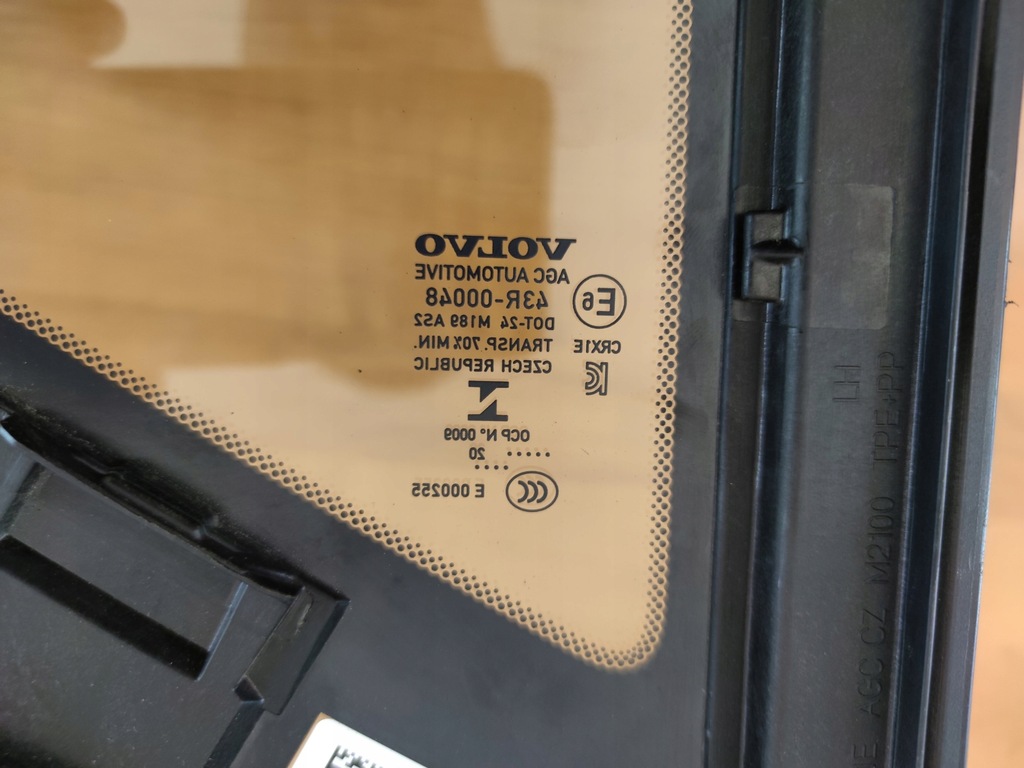 VOLVO
AGC AUTOMOTIVE
E6 43R-00048
DOT-24 M189 AS2
CRX1E TRANSP. 70% MIN.
CZECH REPUBLIC
OCP N° 0009
20
CCC E 000255
LH
AGC CZ M2100 TPE+PP